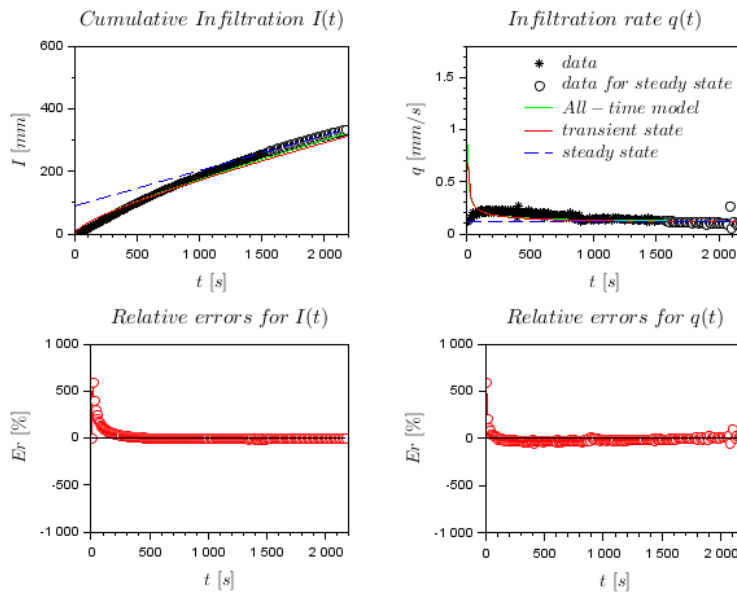 Cumulative Infiltration I(t)
Infiltration rate q(t)
600
400
200
0
I [mm]
0
500
1 000
1 500
2 000
t [s]
1.5
1
0.5
0
q [mm/s]
data
data for steady state
All − time model
transient state
steady state
0
500
1 000
1 500
2 000
t [s]
Relative errors for I(t)
Relative errors for q(t)
1 000
500
0
-500
-1 000
Er [%]
0
500
1 000
1 500
2 000
t [s]
1 000
500
0
-500
-1 000
Er [%]
0
500
1 000
1 500
2 000
t [s]